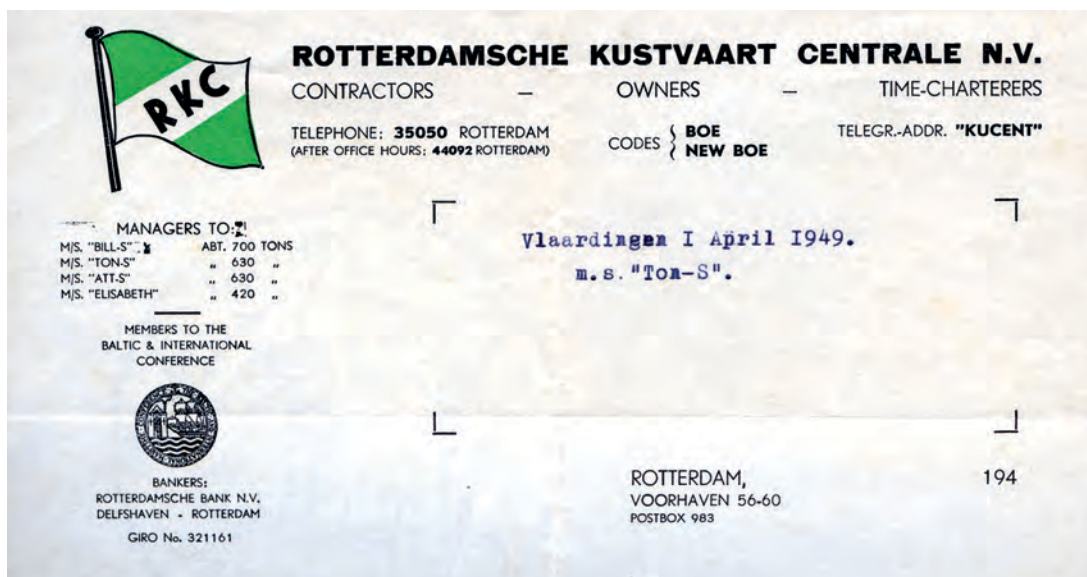 RKC
ROTTERDAMSCHE KUSTVAART CENTRALE N.V.
CONTRACTORS – OWNERS – TIME-CHARTERERS
TELEPHONE: 35050 ROTTERDAM
(AFTER OFFICE HOURS: 44092 ROTTERDAM)
CODES { BOE
NEW BOE
TELEGR.-ADDR. "KUCENT"
MANAGERS TO:
M/S. "BILL-S" ABT. 700 TONS
M/S. "TON-S" „ 630 „
M/S. "ATT-S" „ 630 „
M/S. "ELISABETH" „ 420 „
MEMBERS TO THE
BALTIC & INTERNATIONAL
CONFERENCE
BANKERS:
ROTTERDAMSCHE BANK N.V.
DELFSHAVEN - ROTTERDAM
GIRO No. 321161
Vlaardingen I April I949.
m.s."Ton-S".
ROTTERDAM, 194
VOORHAVEN 56-60
POSTBOX 983